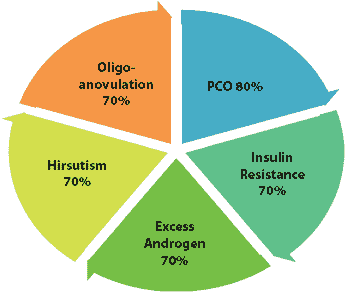 Oligo-
anovulation
70%
PCO 80%
Hirsutism
70%
Insulin
Resistance
70%
Excess
Androgen
70%